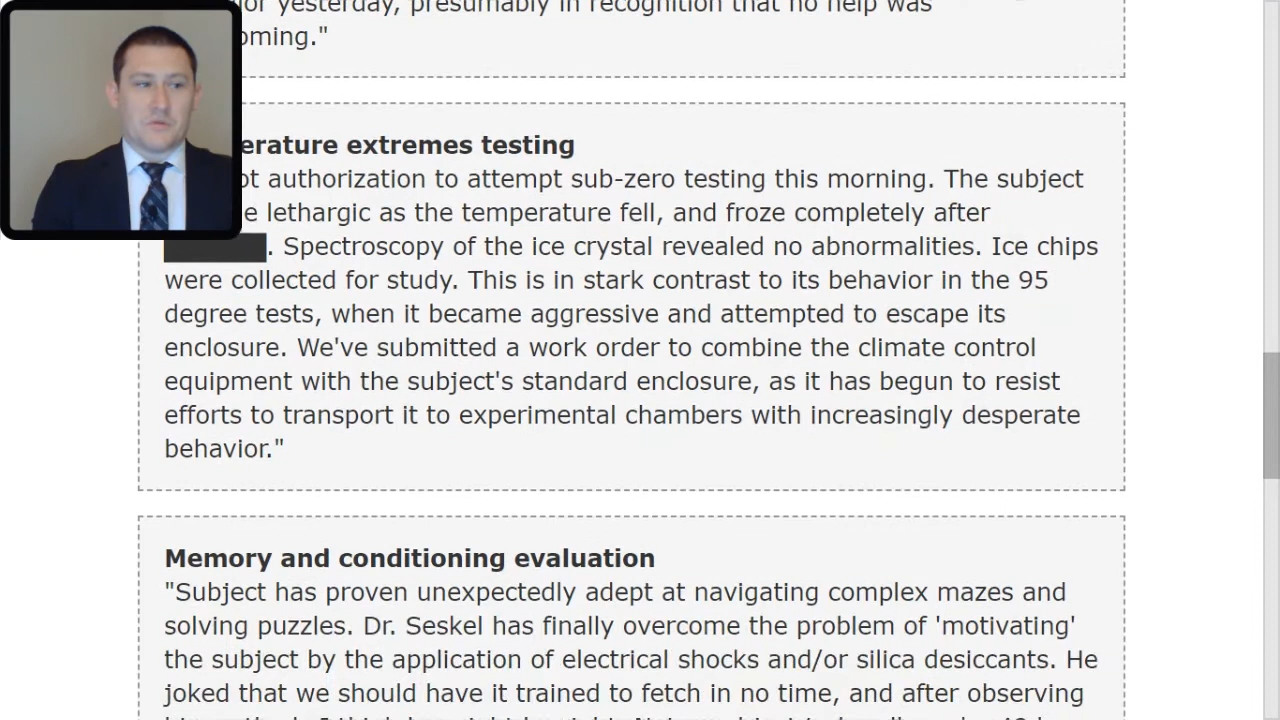 yesterday, presumably in recognition that no help was
oming."
erature extremes testing
ot authorization to attempt sub-zero testing this morning. The subject
e lethargic as the temperature fell, and froze completely after
. Spectroscopy of the ice crystal revealed no abnormalities. Ice chips
were collected for study. This is in stark contrast to its behavior in the 95
degree tests, when it became aggressive and attempted to escape its
enclosure. We've submitted a work order to combine the climate control
equipment with the subject's standard enclosure, as it has begun to resist
efforts to transport it to experimental chambers with increasingly desperate
behavior."
Memory and conditioning evaluation
"Subject has proven unexpectedly adept at navigating complex mazes and
solving puzzles. Dr. Seskel has finally overcome the problem of 'motivating'
the subject by the application of electrical shocks and/or silica desiccants. He
joked that we should have it trained to fetch in no time, and after observing